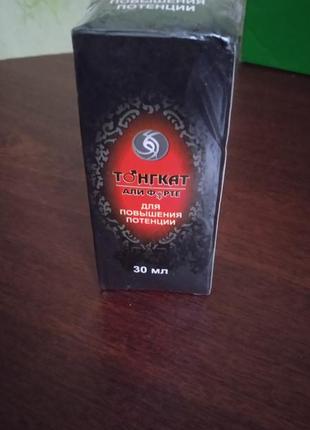 ПОВЫШЕНИЯ
ПОТЕНЦИИ
ТОНГКАТ
АЛИ ФОРТЕ
ДЛЯ
ПОВЫШЕНИЯ
ПОТЕНЦИИ
30 мл